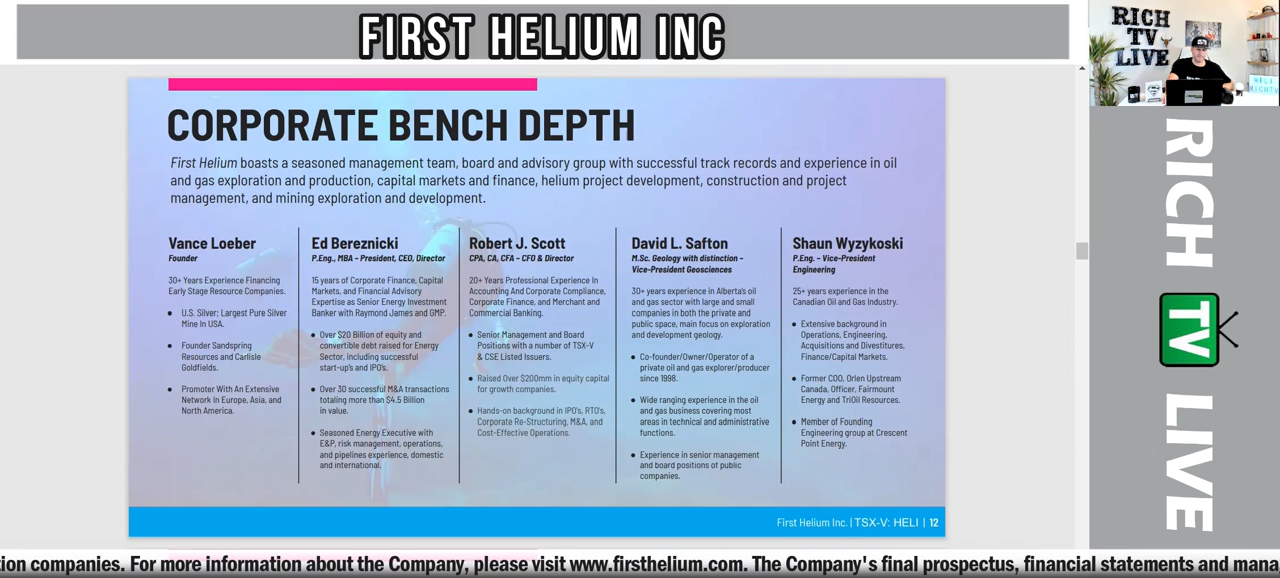 FIRST HELIUM INC
RICH
TV
LIVE
CORPORATE BENCH DEPTH
First Helium boasts a seasoned management team, board and advisory group with successful track records and experience in oil
and gas exploration and production, capital markets and finance, helium project development, construction and project
management, and mining exploration and development.
Vance Loeber
Founder
30+ Years Experience Financing
Early Stage Resource Companies.
• U.S. Silver; Largest Pure Silver
Mine In USA.
• Founder Sandspring
Resources and Carlisle
Goldfields.
• Promoter With An Extensive
Network In Europe, Asia, and
North America.
Ed Bereznicki
P.Eng., MBA – President, CEO, Director
15 years of Corporate Finance, Capital
Markets, and Financial Advisory
Expertise as Senior Energy Investment
Banker with Raymond James and GMP.
• Over $20 Billion of equity and
convertible debt raised for Energy
Sector, including successful
start-up's and IPO's.
• Over 30 successful M&A transactions
totaling more than $4.5 Billion
in value.
• Seasoned Energy Executive with
E&P, risk management, operations,
and pipelines experience, domestic
and international.
Robert J. Scott
CPA, CA, CFA – CFO & Director
20+ Years Professional Experience In
Accounting And Corporate Compliance,
Corporate Finance, and Merchant and
Commercial Banking.
• Senior Management and Board
Positions with a number of TSX-V
& CSE Listed Issuers.
• Raised Over $200mm in equity capital
for growth companies.
• Hands-on background in IPO's, RTO's,
Corporate Re-Structuring, M&A, and
Cost-Effective Operations.
David L. Safton
M.Sc. Geology with distinction –
Vice-President Geosciences
30+ years experience in Alberta's oil
and gas sector with large and small
companies in both the private and
public space, main focus on exploration
and development geology.
• Co-founder/Owner/Operator of a
private oil and gas explorer/producer
since 1998.
• Wide ranging experience in the oil
and gas business covering most
areas in technical and administrative
functions.
• Experience in senior management
and board positions of public
companies.
Shaun Wyzykoski
P.Eng. – Vice-President
Engineering
25+ years experience in the
Canadian Oil and Gas Industry.
• Extensive background in
Operations, Engineering,
Acquisitions and Divestitures,
Finance/Capital Markets.
• Former COO, Orlen Upstream
Canada, Officer, Fairmount
Energy and TriOil Resources.
• Member of Founding
Engineering group at Crescent
Point Energy.
First Helium Inc. | TSX-V: HELI | 12
RICH
TV
LIVE
tion companies. For more information about the Company, please visit www.firsthelium.com. The Company's final prospectus, financial statements and mana